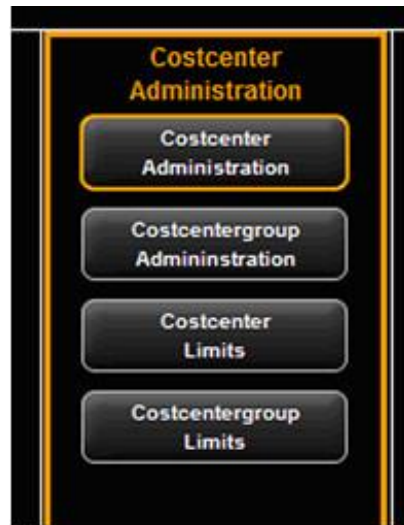 Costcenter
Administration
Costcenter
Administration
Costcentergroup
Admininstration
Costcenter
Limits
Costcentergroup
Limits